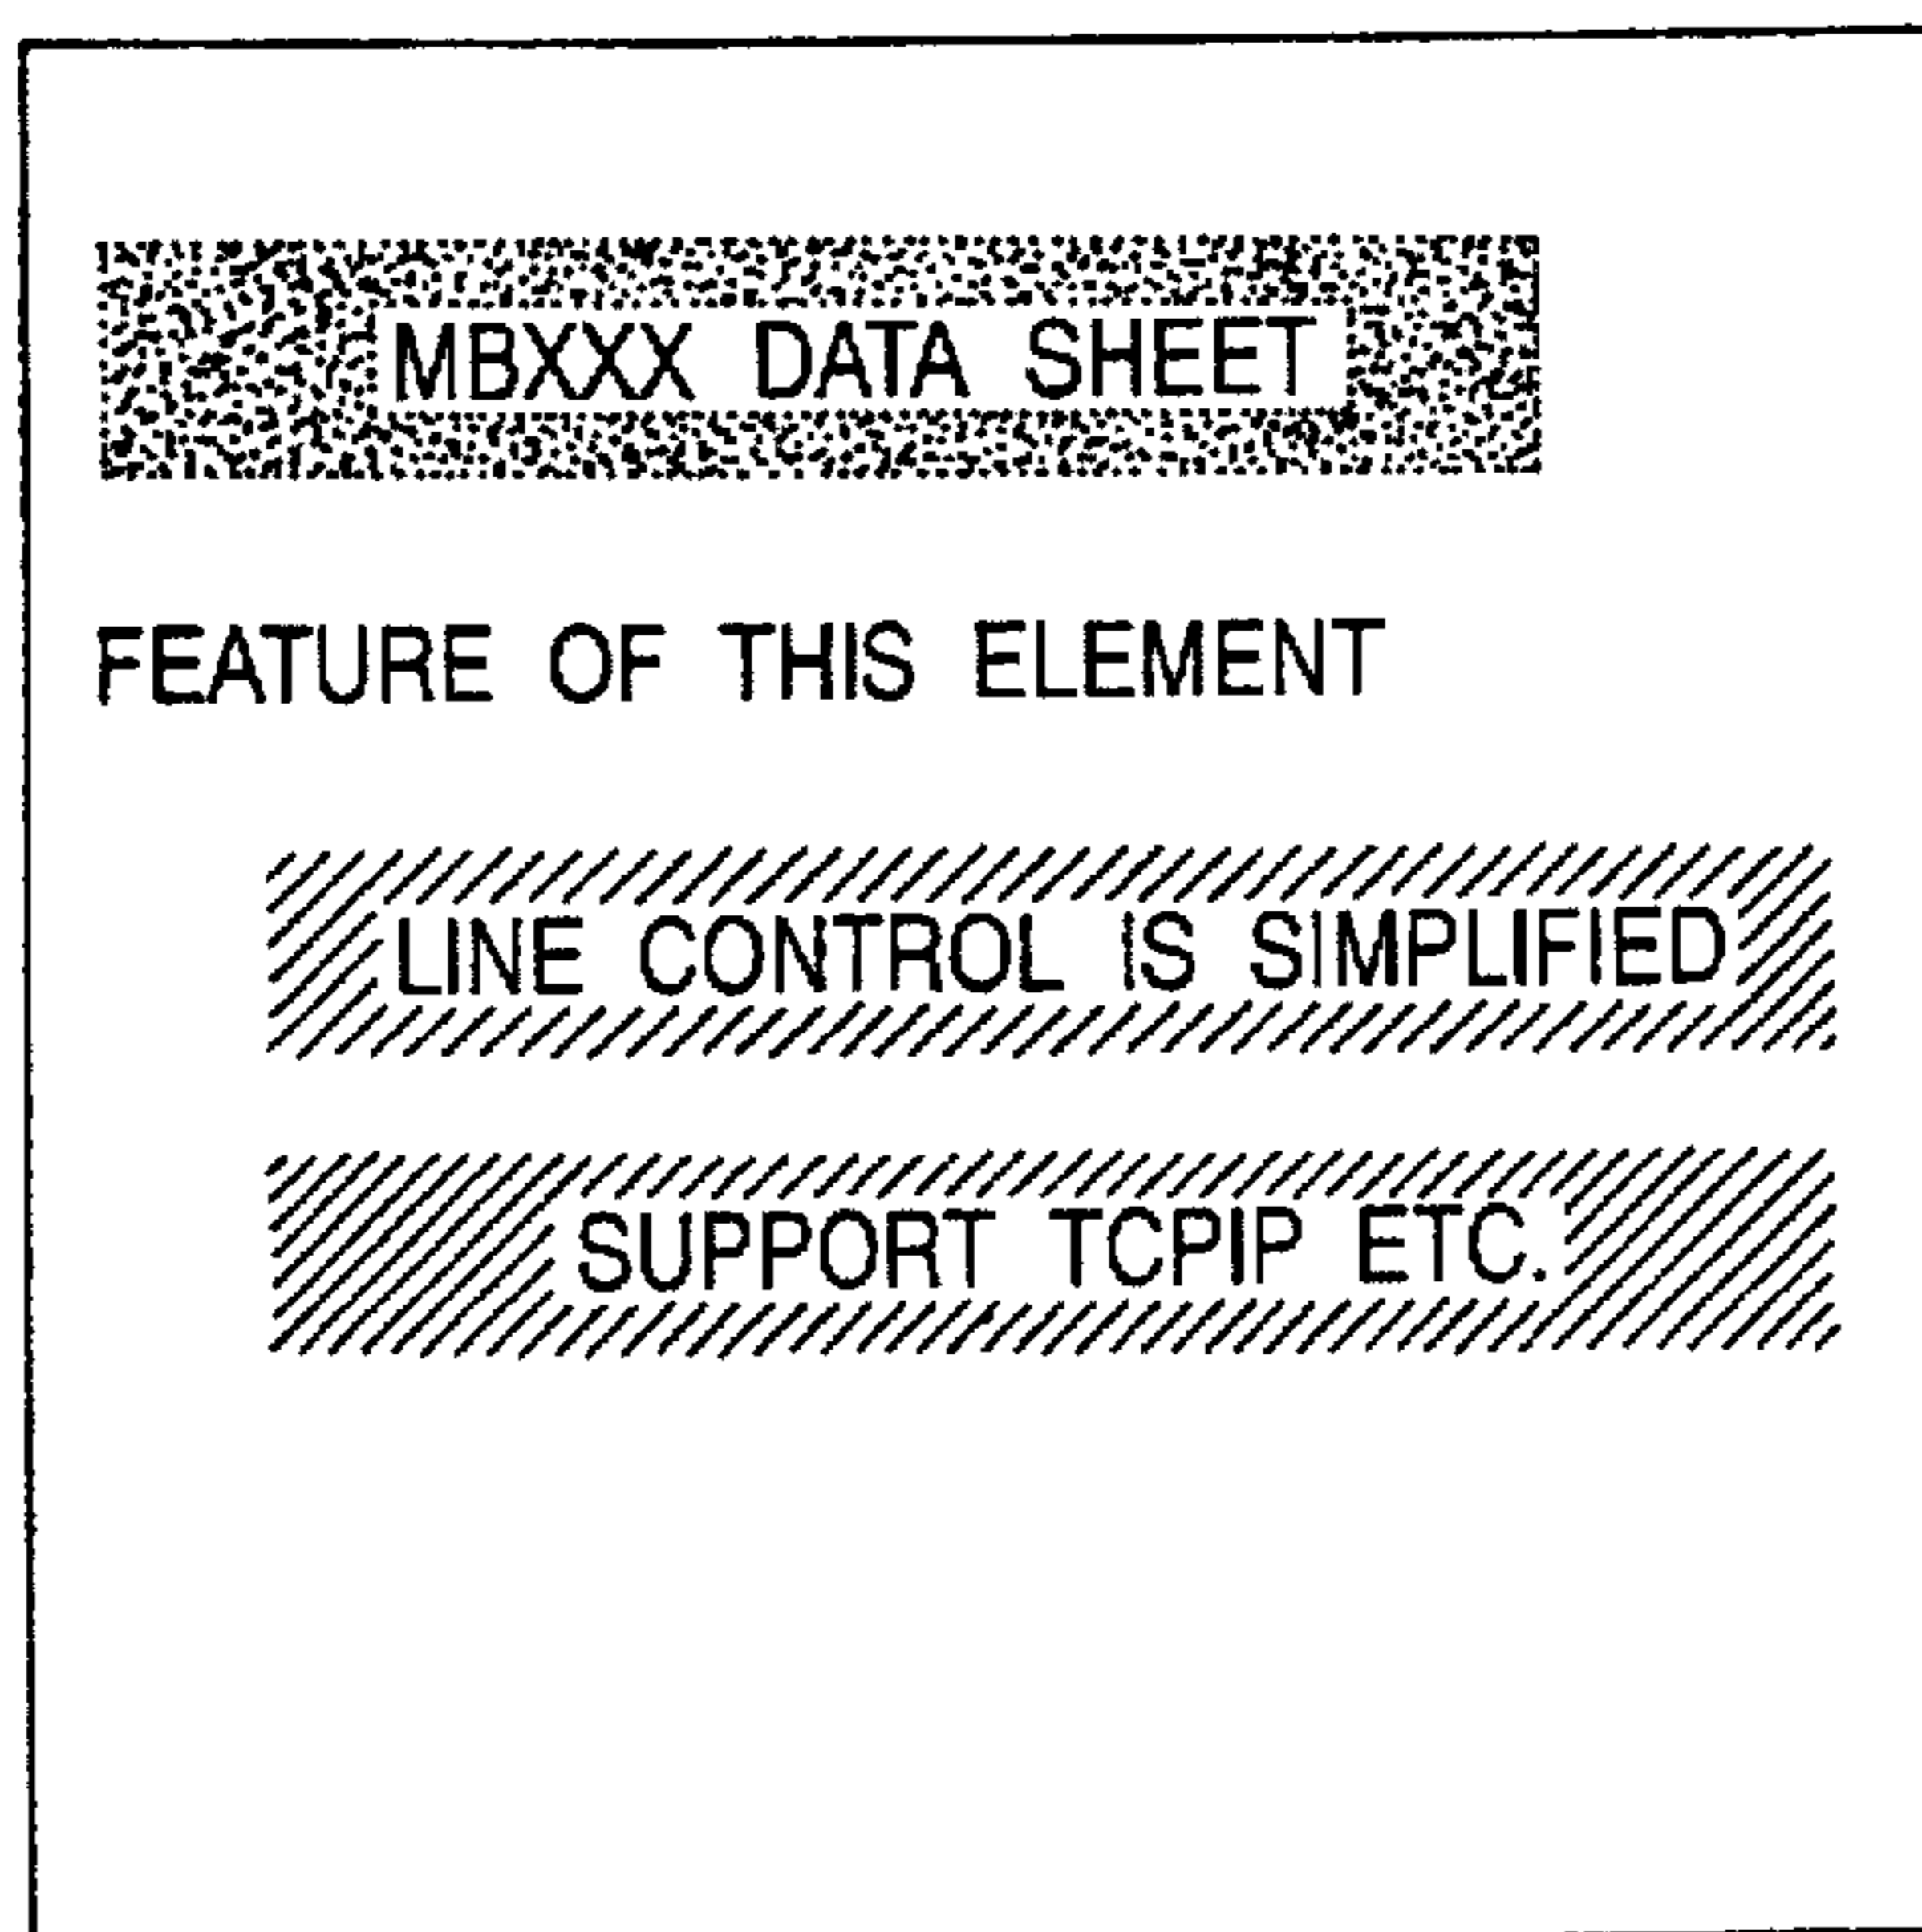 MBXXX DATA SHEET
FEATURE OF THIS ELEMENT
LINE CONTROL IS SIMPLIFIED
SUPPORT TCPIP ETC.